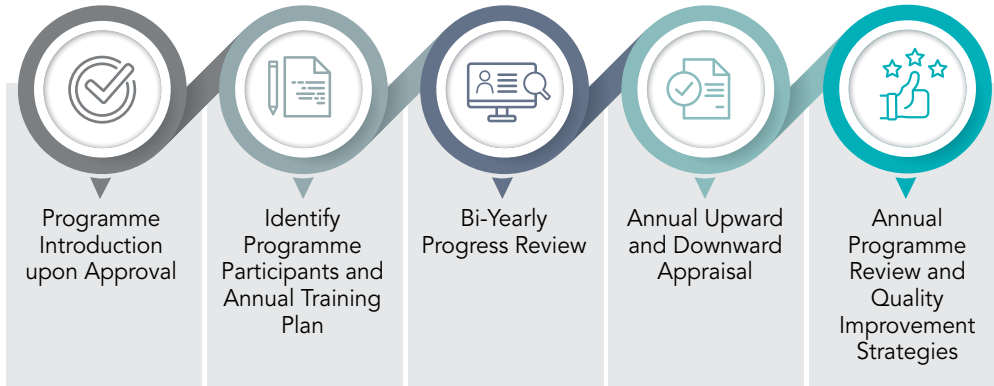 Programme
Introduction
upon Approval
Identify
Programme
Participants and
Annual Training
Plan
Bi-Yearly
Progress Review
Annual Upward
and Downward
Appraisal
Annual
Programme
Review and
Quality
Improvement
Strategies